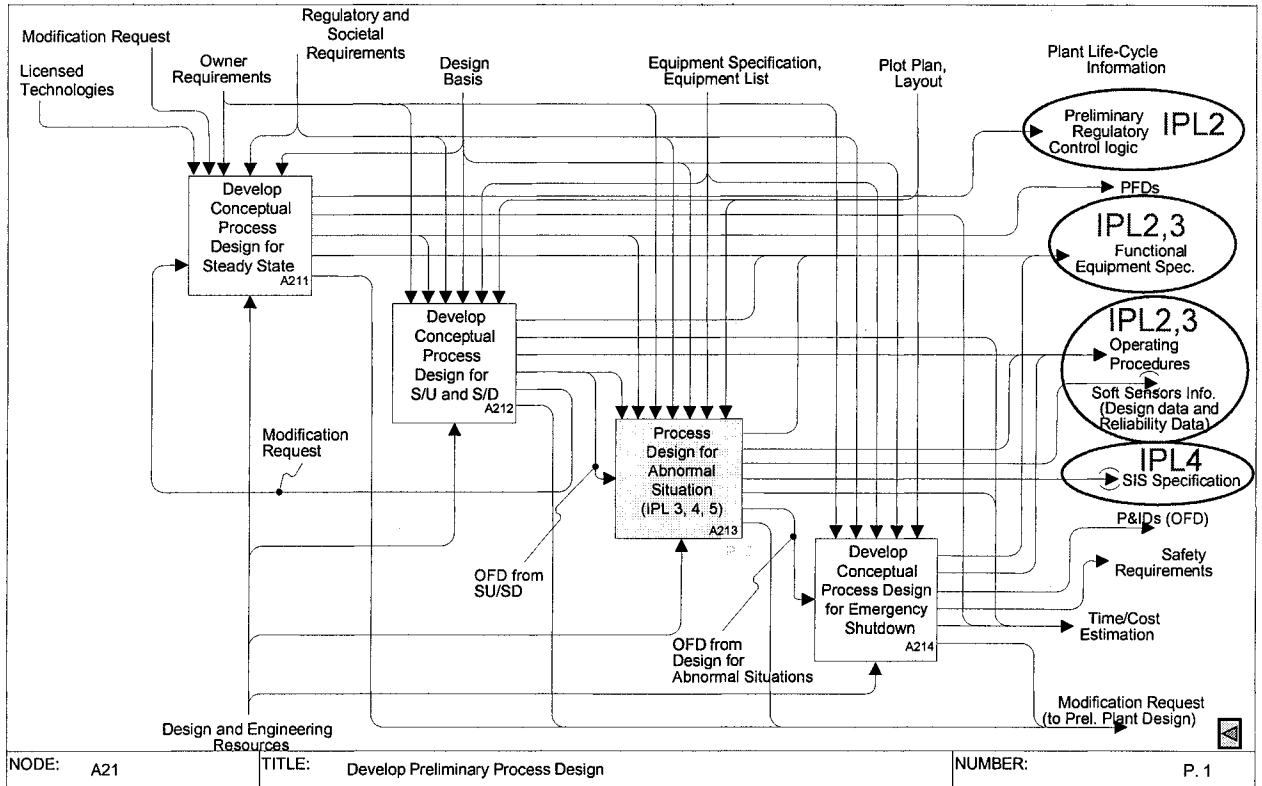 Modification Request
Licensed
Technologies
Owner
Requirements
Regulatory and
Societal
Requirements
Design
Basis
Equipment Specification,
Equipment List
Plot Plan,
Layout
Plant Life-Cycle
Information
Preliminary
Regulatory
Control logic
IPL2
PFDs
IPL2,3
Functional
Equipment Spec.
IPL2,3
Operating
Procedures
Soft Sensors Info.
(Design data and
Reliability Data)
IPL4
SIS Specification
P&IDs (OFD)
Safety
Requirements
Time/Cost
Estimation
Modification Request
(to Prel. Plant Design)
Develop
Conceptual
Process
Design for
Steady State
A211
Develop
Conceptual
Process
Design for
S/U and S/D
A212
Process
Design for
Abnormal
Situation
(IPL 3, 4, 5)
A213
P. 2
Develop
Conceptual
Process Design
for Emergency
Shutdown
A214
Modification
Request
OFD from
SU/SD
OFD from
Design for
Abnormal Situations
Design and Engineering
Resources
NODE: A21
TITLE: Develop Preliminary Process Design
NUMBER: P. 1